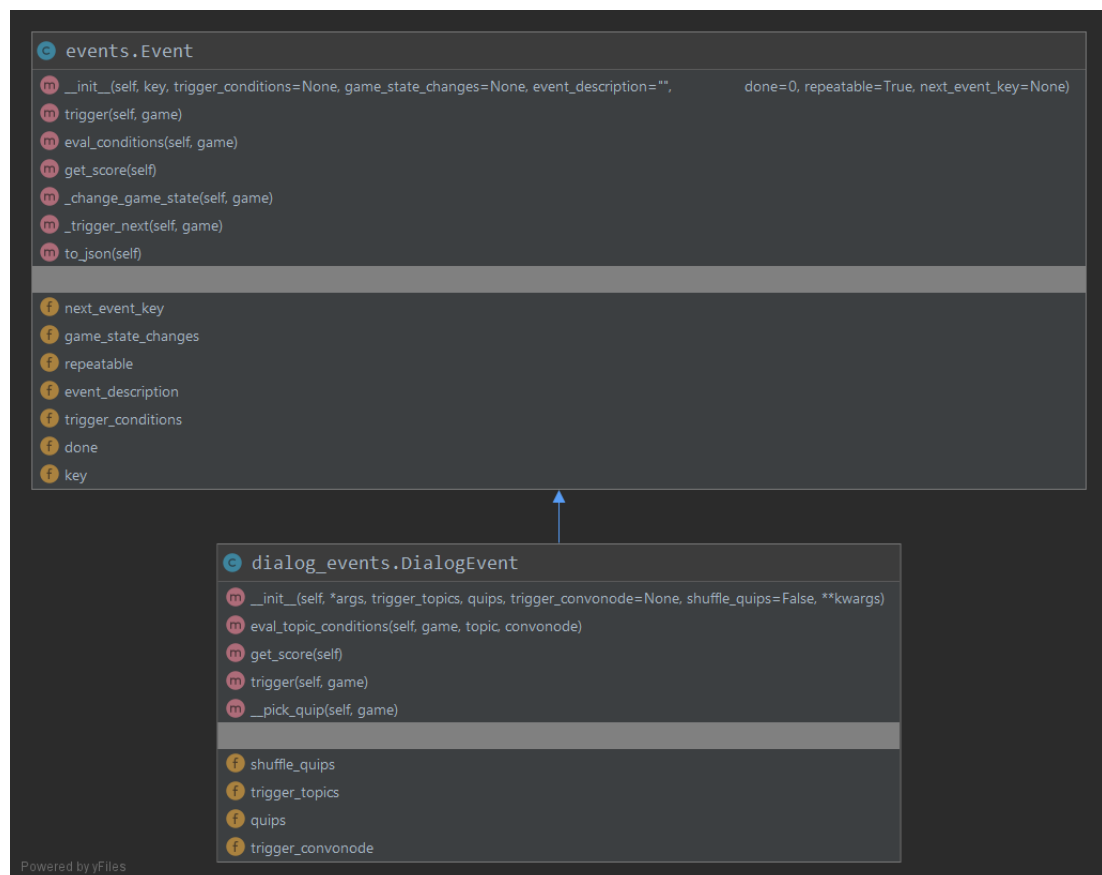 events.Event
__init__(self, key, trigger_conditions=None, game_state_changes=None, event_description="", done=0, repeatable=True, next_event_key=None)
trigger(self, game)
eval_conditions(self, game)
get_score(self)
_change_game_state(self, game)
_trigger_next(self, game)
to_json(self)
next_event_key
game_state_changes
repeatable
event_description
trigger_conditions
done
key
dialog_events.DialogEvent
__init__(self, *args, trigger_topics, quips, trigger_convonode=None, shuffle_quips=False, **kwargs)
eval_topic_conditions(self, game, topic, convonode)
get_score(self)
trigger(self, game)
__pick_quip(self, game)
shuffle_quips
trigger_topics
quips
trigger_convonode
Powered by yFiles